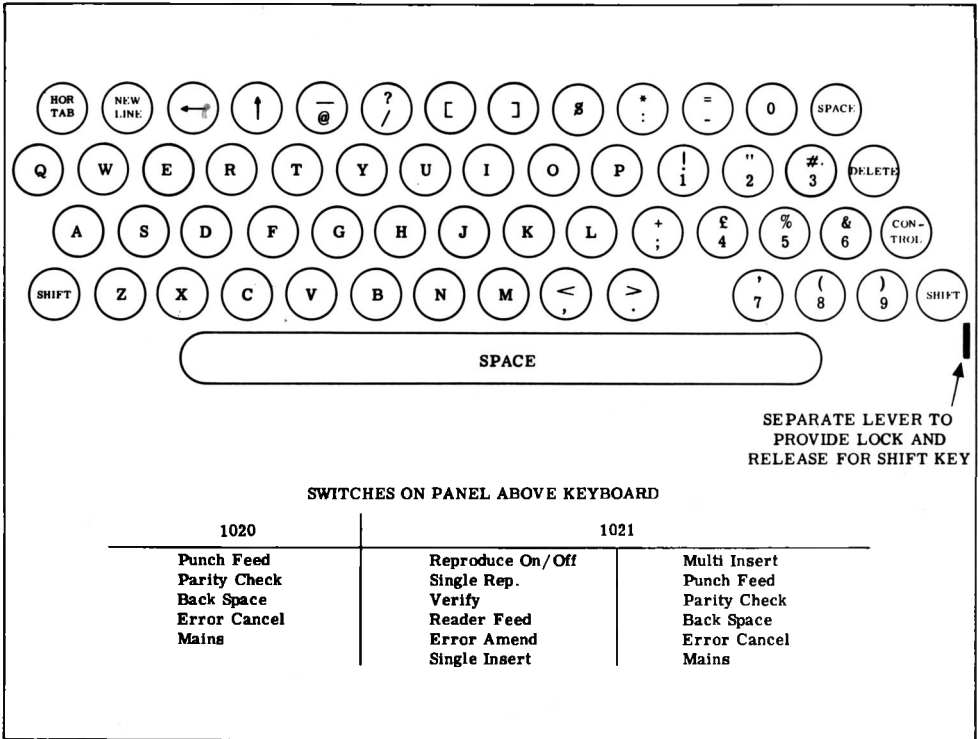 HOR TAB NEW LINE ← ↑ _ @ ? / [ ] $ * : = - 0 SPACE
Q W E R T Y U I O P ! 1 " 2 # 3 DELETE
A S D F G H J K L + ; £ 4 % 5 & 6 CON- TROL
SHIFT Z X C V B N M < , > . ' 7 ( 8 ) 9 SHIFT
SPACE
SEPARATE LEVER TO
PROVIDE LOCK AND
RELEASE FOR SHIFT KEY
SWITCHES ON PANEL ABOVE KEYBOARD
1020 1021
Punch Feed Reproduce On/Off Multi Insert
Parity Check Single Rep. Punch Feed
Back Space Verify Parity Check
Error Cancel Reader Feed Back Space
Mains Error Amend Error Cancel
Single Insert Mains